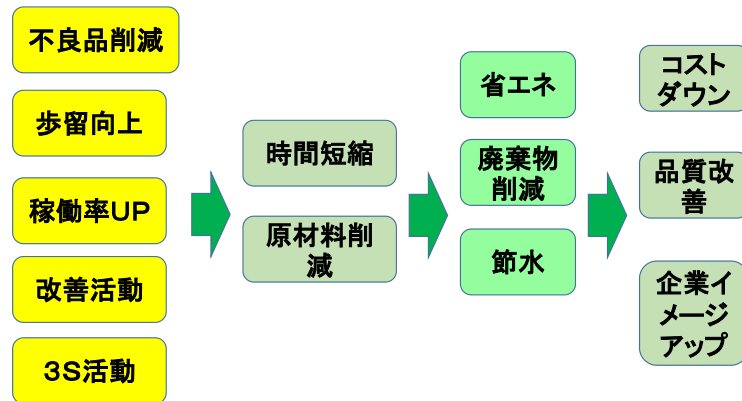 不良品削減
歩留向上
稼働率UP
改善活動
3S活動
時間短縮
原材料削
減
省エネ
廃棄物
削減
節水
コスト
ダウン
品質改
善
企業イ
メージ
アップ